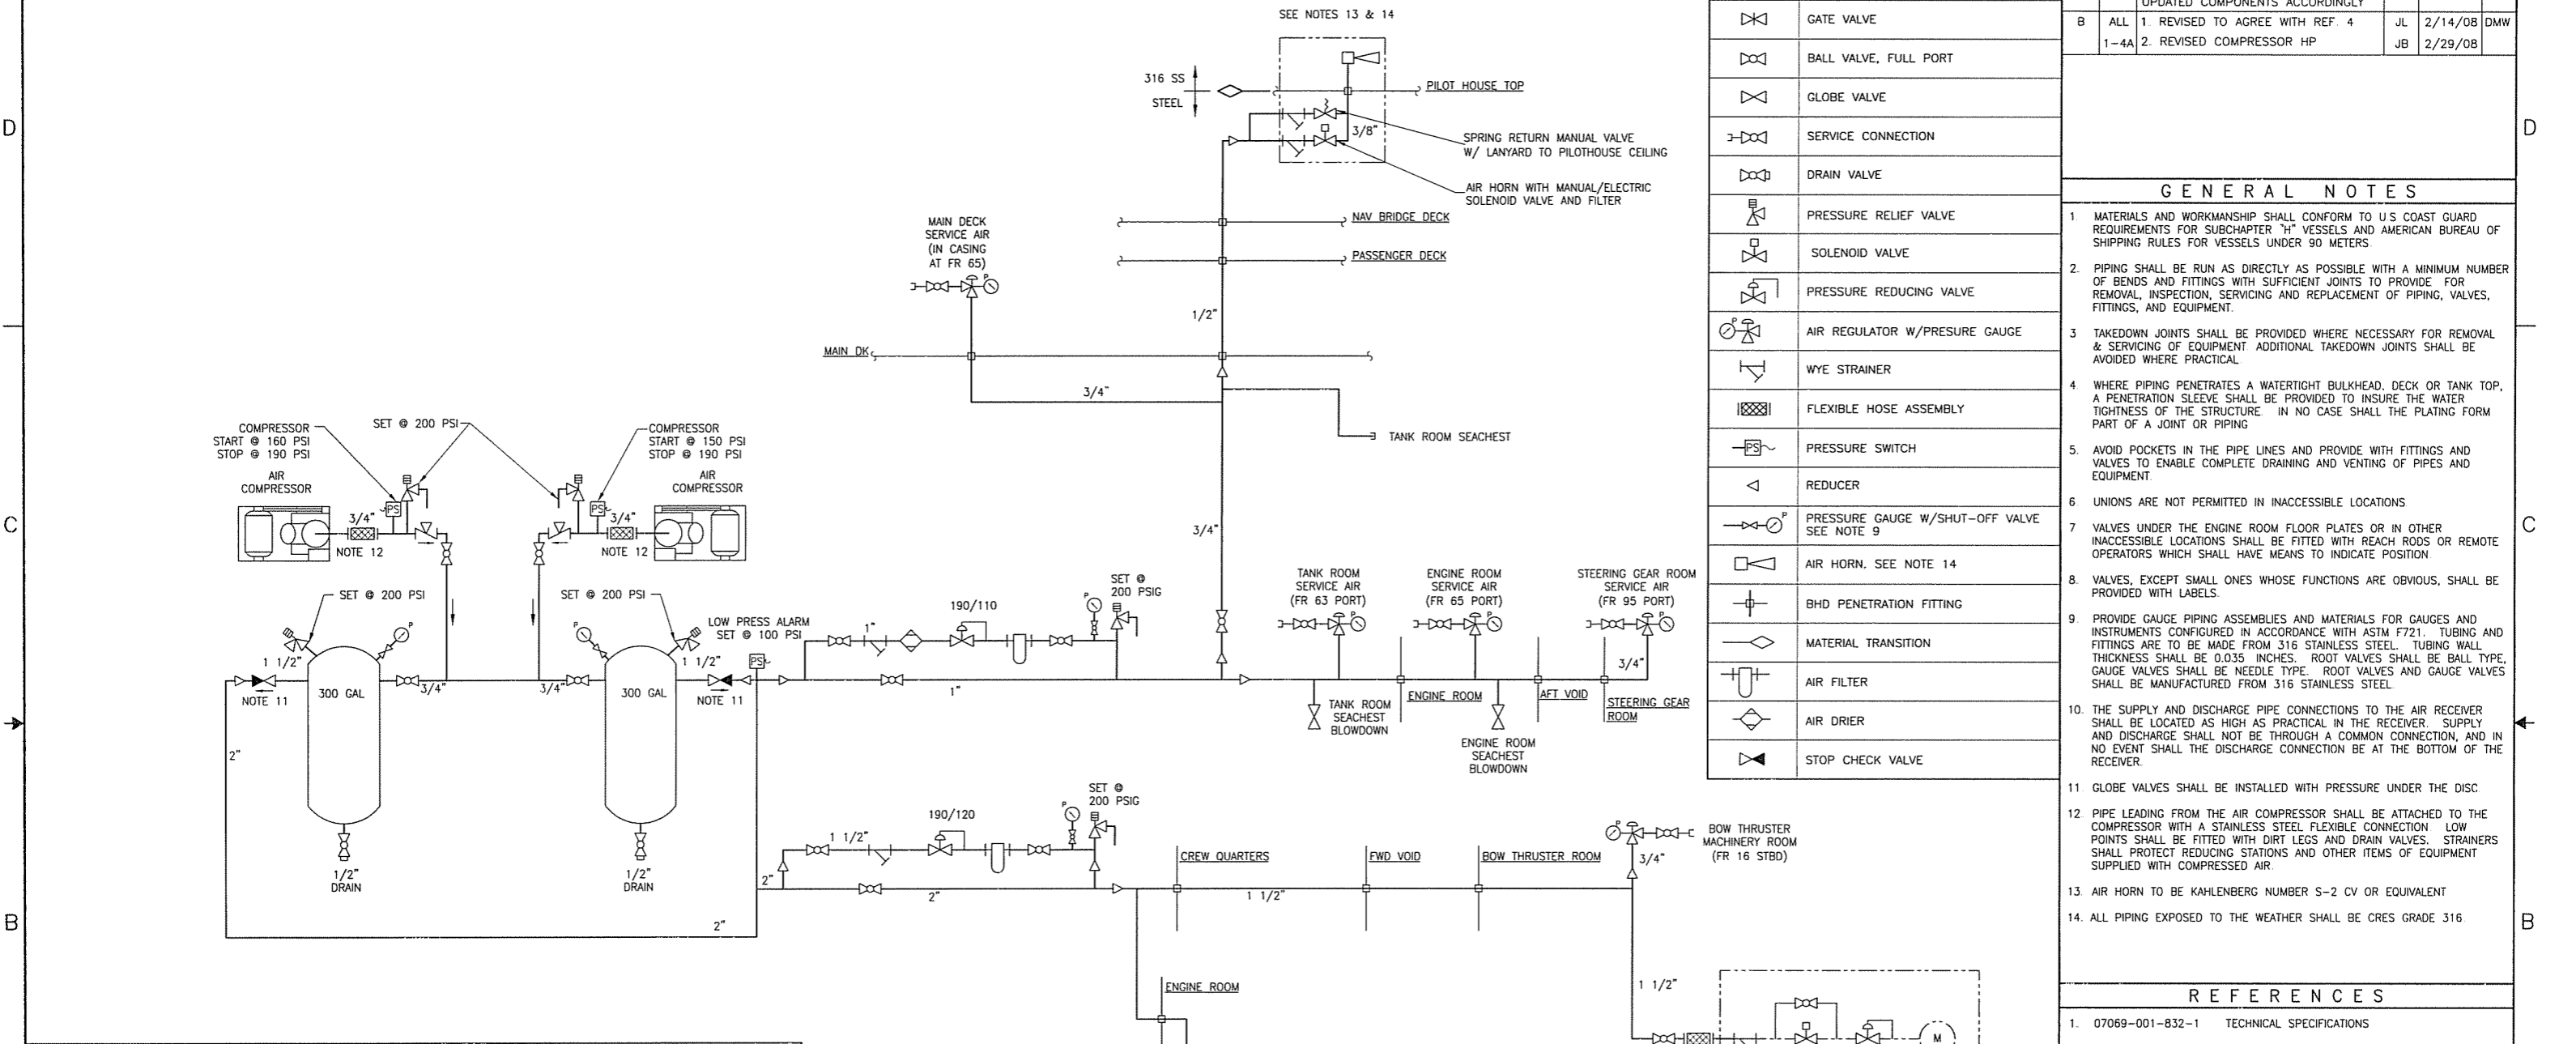 SEE NOTES 13 & 14
316 SS
STEEL
PILOT HOUSE TOP
3/8"
SPRING RETURN MANUAL VALVE
W/ LANYARD TO PILOTHOUSE CEILING
AIR HORN WITH MANUAL/ELECTRIC
SOLENOID VALVE AND FILTER
MAIN DECK
SERVICE AIR
(IN CASING
AT FR 65)
P
NAV BRIDGE DECK
PASSENGER DECK
1/2"
MAIN DK
3/4"
TANK ROOM SEACHEST
COMPRESSOR
START @ 160 PSI
STOP @ 190 PSI
SET @ 200 PSI
COMPRESSOR
START @ 150 PSI
STOP @ 190 PSI
AIR
COMPRESSOR
AIR
COMPRESSOR
PS
PS
3/4"
3/4"
NOTE 12
NOTE 12
3/4"
SET @ 200 PSI
SET @ 200 PSI
LOW PRESS ALARM
SET @ 100 PSI
PS
P
P
1 1/2"
1 1/2"
300 GAL
300 GAL
3/4"
3/4"
NOTE 11
NOTE 11
2"
1/2"
DRAIN
1/2"
DRAIN
2"
190/110
1"
P
SET @
200 PSIG
1"
TANK ROOM
SERVICE AIR
(FR 63 PORT)
P
ENGINE ROOM
SERVICE AIR
(FR 65 PORT)
P
STEERING GEAR ROOM
SERVICE AIR
(FR 95 PORT)
P
3/4"
TANK ROOM
SEACHEST
BLOWDOWN
ENGINE ROOM
ENGINE ROOM
SEACHEST
BLOWDOWN
AFT VOID
STEERING GEAR
ROOM
190/120
1 1/2"
P
SET @
200 PSIG
2"
2"
CREW QUARTERS
1 1/2"
FWD VOID
BOW THRUSTER ROOM
P
BOW THRUSTER
MACHINERY ROOM
(FR 16 STBD)
3/4"
ENGINE ROOM
1 1/2"
M
GATE VALVE
BALL VALVE, FULL PORT
GLOBE VALVE
SERVICE CONNECTION
DRAIN VALVE
PRESSURE RELIEF VALVE
SOLENOID VALVE
PRESSURE REDUCING VALVE
P
AIR REGULATOR W/PRESURE GAUGE
WYE STRAINER
FLEXIBLE HOSE ASSEMBLY
PS
PRESSURE SWITCH
REDUCER
P
PRESSURE GAUGE W/SHUT-OFF VALVE
SEE NOTE 9
AIR HORN, SEE NOTE 14
BHD PENETRATION FITTING
MATERIAL TRANSITION
AIR FILTER
AIR DRIER
STOP CHECK VALVE
UPDATED COMPONENTS ACCORDINGLY
B ALL 1. REVISED TO AGREE WITH REF. 4 JL 2/14/08 DMW
1-4A 2. REVISED COMPRESSOR HP JB 2/29/08
GENERAL NOTES
1. MATERIALS AND WORKMANSHIP SHALL CONFORM TO U S COAST GUARD
REQUIREMENTS FOR SUBCHAPTER "H" VESSELS AND AMERICAN BUREAU OF
SHIPPING RULES FOR VESSELS UNDER 90 METERS.
2. PIPING SHALL BE RUN AS DIRECTLY AS POSSIBLE WITH A MINIMUM NUMBER
OF BENDS AND FITTINGS WITH SUFFICIENT JOINTS TO PROVIDE FOR
REMOVAL, INSPECTION, SERVICING AND REPLACEMENT OF PIPING, VALVES,
FITTINGS, AND EQUIPMENT.
3 TAKEDOWN JOINTS SHALL BE PROVIDED WHERE NECESSARY FOR REMOVAL
& SERVICING OF EQUIPMENT. ADDITIONAL TAKEDOWN JOINTS SHALL BE
AVOIDED WHERE PRACTICAL
4. WHERE PIPING PENETRATES A WATERTIGHT BULKHEAD, DECK OR TANK TOP,
A PENETRATION SLEEVE SHALL BE PROVIDED TO INSURE THE WATER
TIGHTNESS OF THE STRUCTURE. IN NO CASE SHALL THE PLATING FORM
PART OF A JOINT OR PIPING
5. AVOID POCKETS IN THE PIPE LINES AND PROVIDE WITH FITTINGS AND
VALVES TO ENABLE COMPLETE DRAINING AND VENTING OF PIPES AND
EQUIPMENT.
6 UNIONS ARE NOT PERMITTED IN INACCESSIBLE LOCATIONS
7 VALVES UNDER THE ENGINE ROOM FLOOR PLATES OR IN OTHER
INACCESSIBLE LOCATIONS SHALL BE FITTED WITH REACH RODS OR REMOTE
OPERATORS WHICH SHALL HAVE MEANS TO INDICATE POSITION.
8. VALVES, EXCEPT SMALL ONES WHOSE FUNCTIONS ARE OBVIOUS, SHALL BE
PROVIDED WITH LABELS.
9. PROVIDE GAUGE PIPING ASSEMBLIES AND MATERIALS FOR GAUGES AND
INSTRUMENTS CONFIGURED IN ACCORDANCE WITH ASTM F721. TUBING AND
FITTINGS ARE TO BE MADE FROM 316 STAINLESS STEEL. TUBING WALL
THICKNESS SHALL BE 0.035 INCHES. ROOT VALVES SHALL BE BALL TYPE,
GAUGE VALVES SHALL BE NEEDLE TYPE. ROOT VALVES AND GAUGE VALVES
SHALL BE MANUFACTURED FROM 316 STAINLESS STEEL.
10. THE SUPPLY AND DISCHARGE PIPE CONNECTIONS TO THE AIR RECEIVER
SHALL BE LOCATED AS HIGH AS PRACTICAL IN THE RECEIVER. SUPPLY
AND DISCHARGE SHALL NOT BE THROUGH A COMMON CONNECTION, AND IN
NO EVENT SHALL THE DISCHARGE CONNECTION BE AT THE BOTTOM OF THE
RECEIVER.
11. GLOBE VALVES SHALL BE INSTALLED WITH PRESSURE UNDER THE DISC.
12. PIPE LEADING FROM THE AIR COMPRESSOR SHALL BE ATTACHED TO THE
COMPRESSOR WITH A STAINLESS STEEL FLEXIBLE CONNECTION. LOW
POINTS SHALL BE FITTED WITH DIRT LEGS AND DRAIN VALVES. STRAINERS
SHALL PROTECT REDUCING STATIONS AND OTHER ITEMS OF EQUIPMENT
SUPPLIED WITH COMPRESSED AIR.
13. AIR HORN TO BE KAHLENBERG NUMBER S-2 CV OR EQUIVALENT
14. ALL PIPING EXPOSED TO THE WEATHER SHALL BE CRES GRADE 316.
REFERENCES
1. 07069-001-832-1 TECHNICAL SPECIFICATIONS
D
C
B
D
C
B